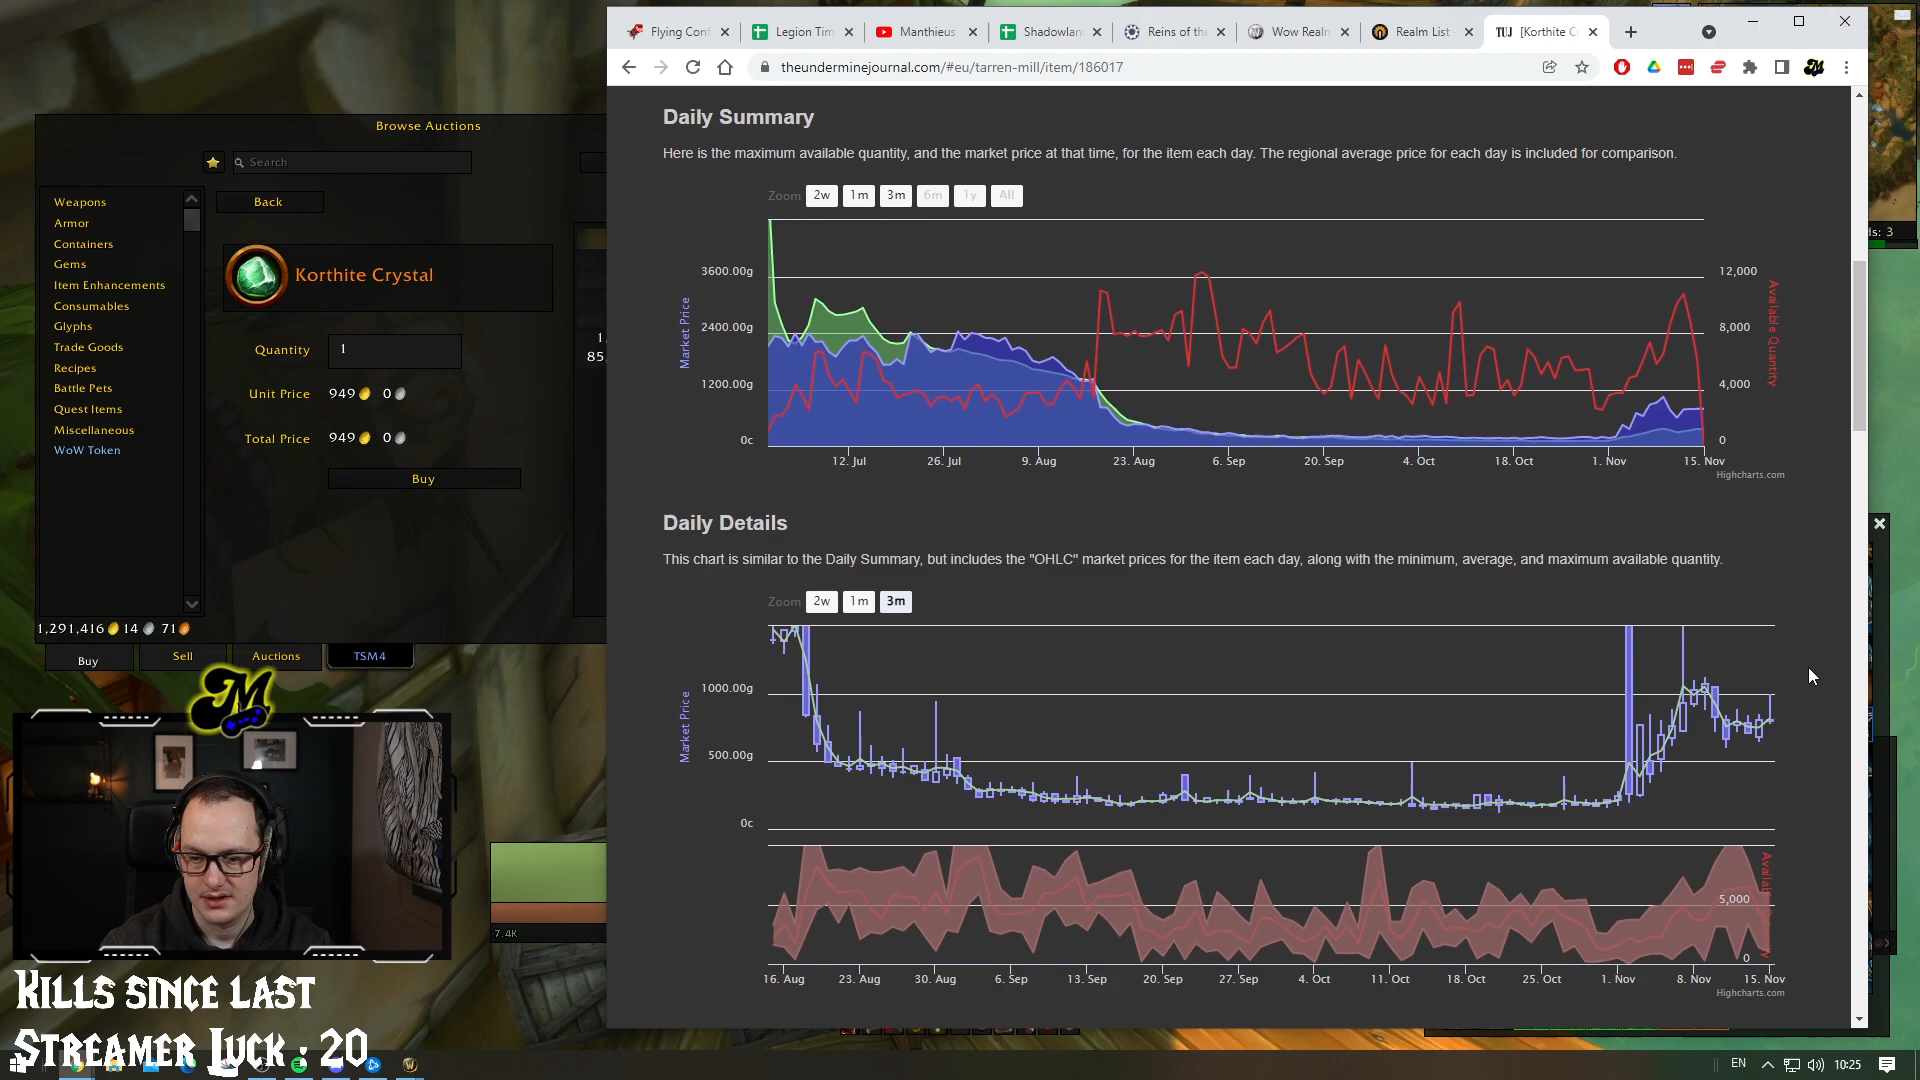 Flying Conf
Legion Tim
Manthieus
Shadowlan
Reins of the
Wow Realm
Realm List
TUJ [Korthite C
theunderminejournal.com/#eu/tarren-mill/item/186017
Browse Auctions
Search
Back
Weapons
Armor
Containers
Gems
Item Enhancements
Consumables
Glyphs
Trade Goods
Recipes
Battle Pets
Quest Items
Miscellaneous
WoW Token
Korthite Crystal
Quantity 1
Unit Price 949 0
Total Price 949 0
Buy
1,
85,
1,291,416 14 71
Buy
Sell
Auctions
TSM4
M
7.4K
Kills since last
Streamer Luck : 20
Daily Summary
Here is the maximum available quantity, and the market price at that time, for the item each day. The regional average price for each day is included for comparison.
Zoom 2w 1m 3m 6m 1y All
Market Price
3600.00g
2400.00g
1200.00g
0c
12,000
8,000
4,000
0
Available Quantity
12. Jul 26. Jul 9. Aug 23. Aug 6. Sep 20. Sep 4. Oct 18. Oct 1. Nov 15. Nov
Highcharts.com
Daily Details
This chart is similar to the Daily Summary, but includes the "OHLC" market prices for the item each day, along with the minimum, average, and maximum available quantity.
Zoom 2w 1m 3m
Market Price
1000.00g
500.00g
0c
5,000
0
16. Aug 23. Aug 30. Aug 6. Sep 13. Sep 20. Sep 27. Sep 4. Oct 11. Oct 18. Oct 25. Oct 1. Nov 8. Nov 15. Nov
Highcharts.com
ls: 3
EN
10:25